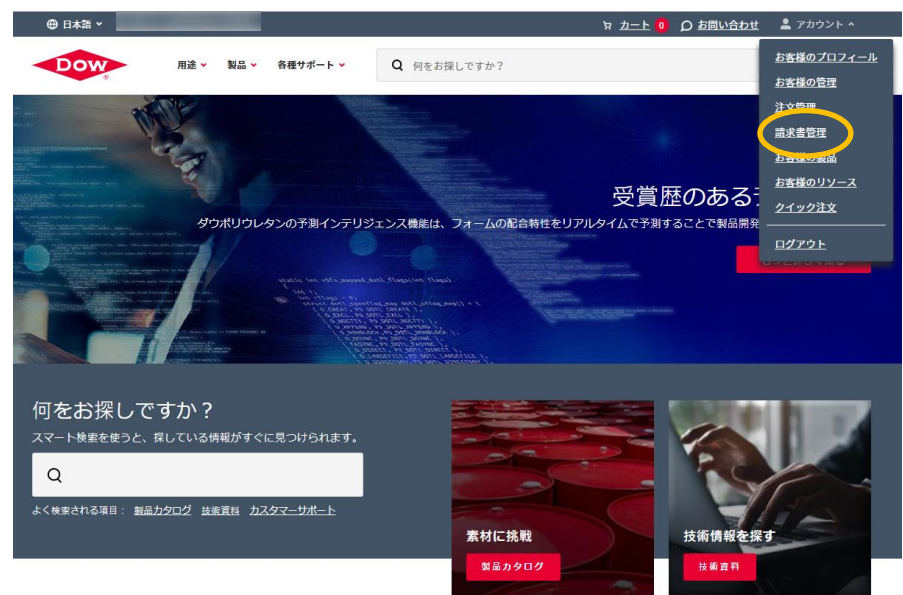 日本語
カート 0
お問い合わせ
アカウント
DOW
用途
製品
各種サポート
何をお探しですか？
お客様のプロフィール
お客様の管理
注文管理
請求書管理
お客様の製品
お客様のリソース
クイック注文
ログアウト
受賞歴のある
ダウポリウレタンの予測インテリジェンス機能は、フォームの配合特性をリアルタイムで予測することで製品開発
何をお探しですか？
スマート検索を使うと、探している情報がすぐに見つけられます。
よく検索される項目： 製品カタログ 技術資料 カスタマーサポート
素材に挑戦
製品カタログ
技術情報を探す
技術資料